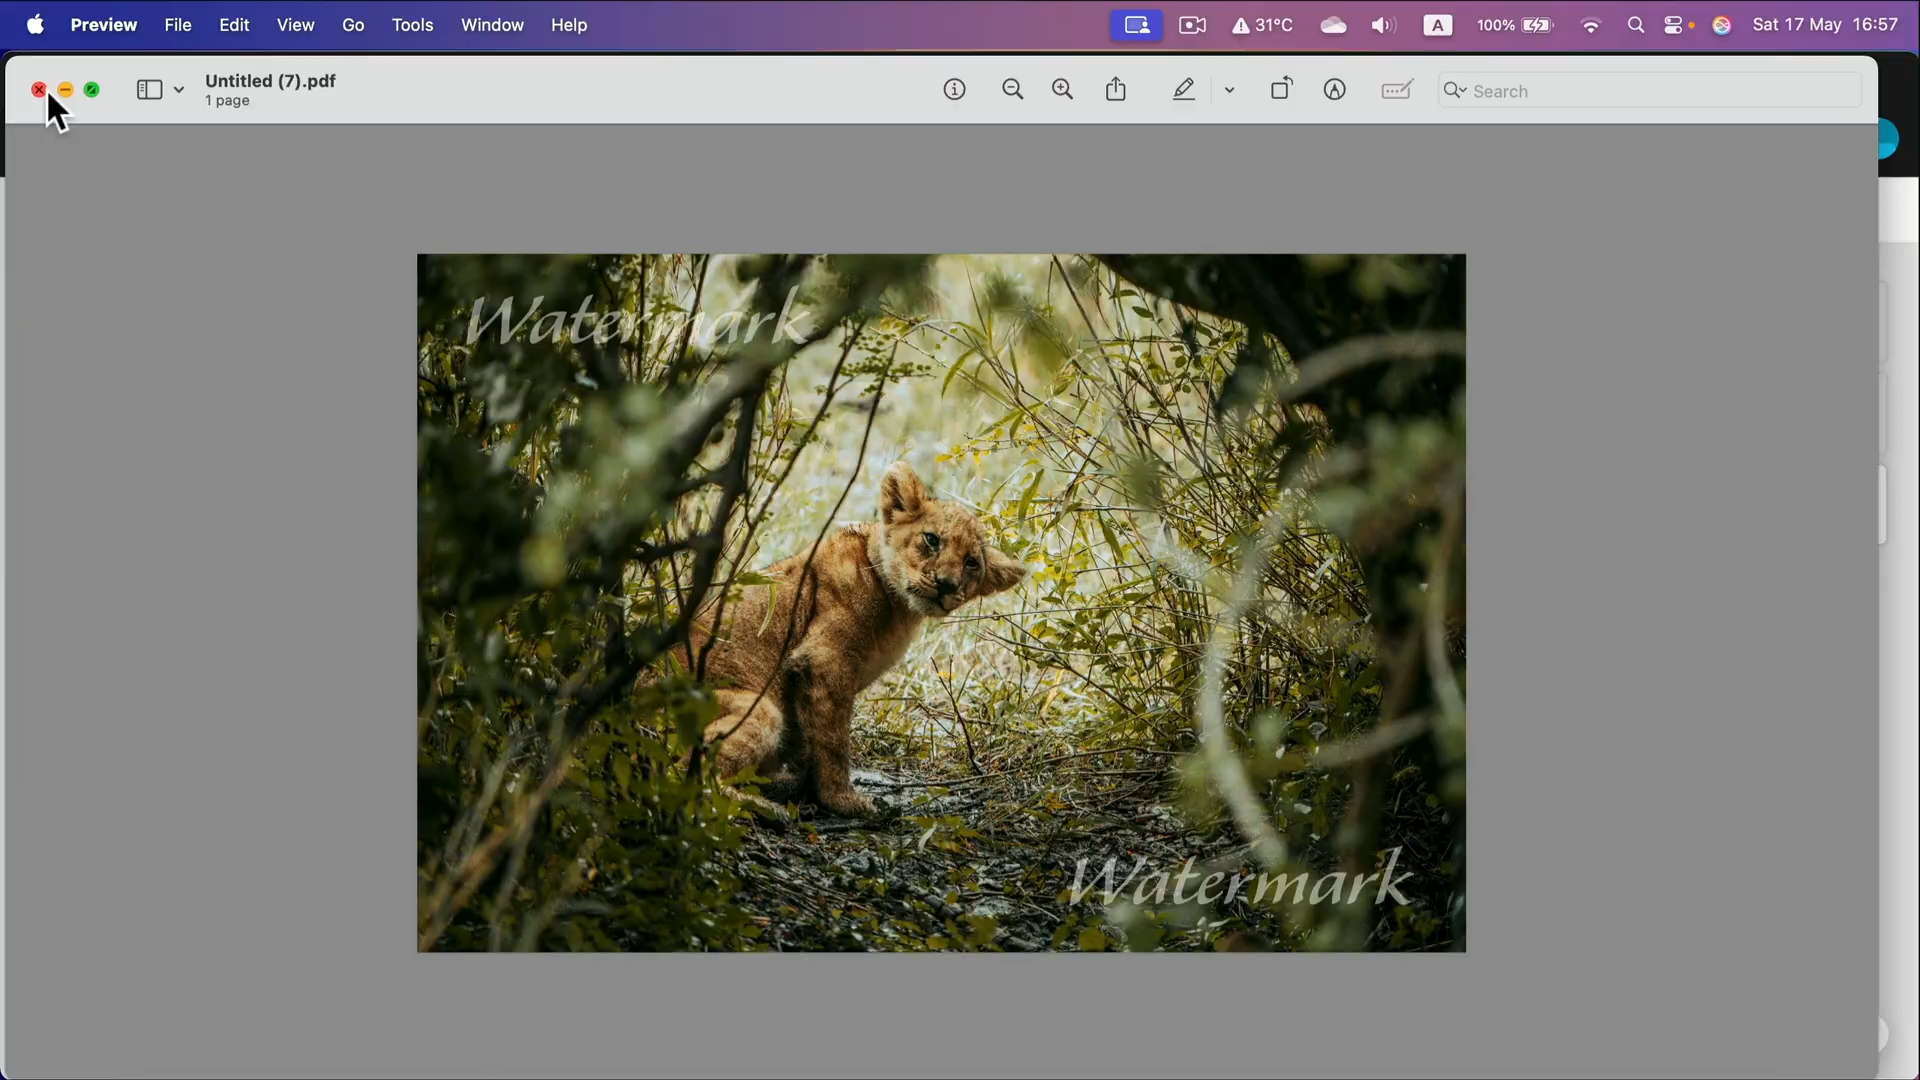 Preview File Edit View Go Tools Window Help 31°C A 100% Sat 17 May 16:57
Untitled (7).pdf
1 page
Search
Watermark
Watermark